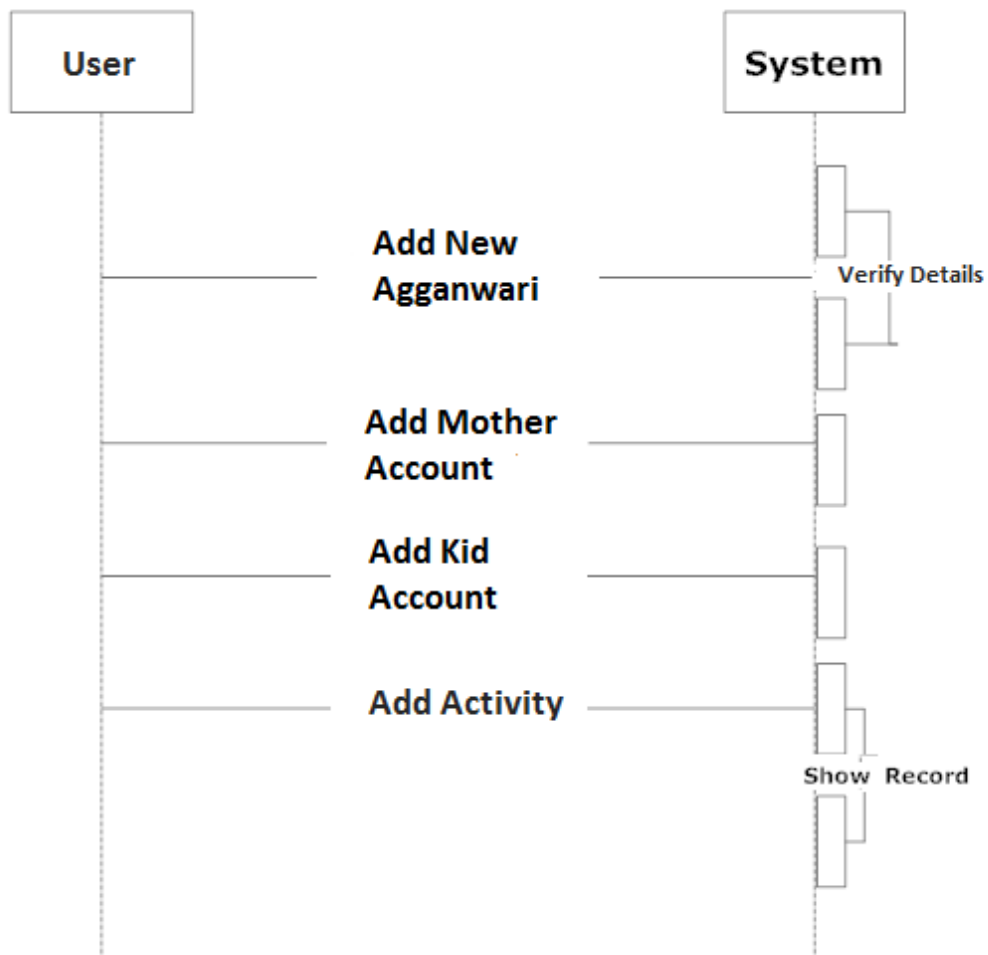 User
System
Add New
Agganwari
Verify Details
Add Mother
Account
Add Kid
Account
Add Activity
Show Record